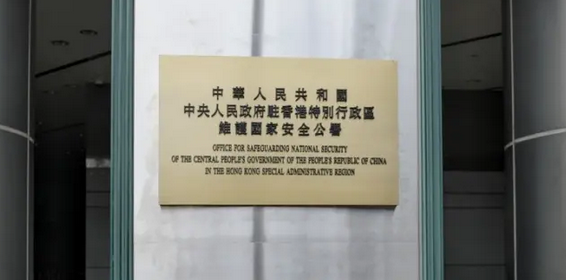 中華人民共和國
中央人民政府駐香港特別行政區
維護國家安全公署
OFFICE FOR SAFEGUARDING NATIONAL SECURITY
OF THE CENTRAL PEOPLE'S GOVERNMENT OF THE PEOPLE'S REPUBLIC OF CHINA
IN THE HONG KONG SPECIAL ADMINISTRATIVE REGION